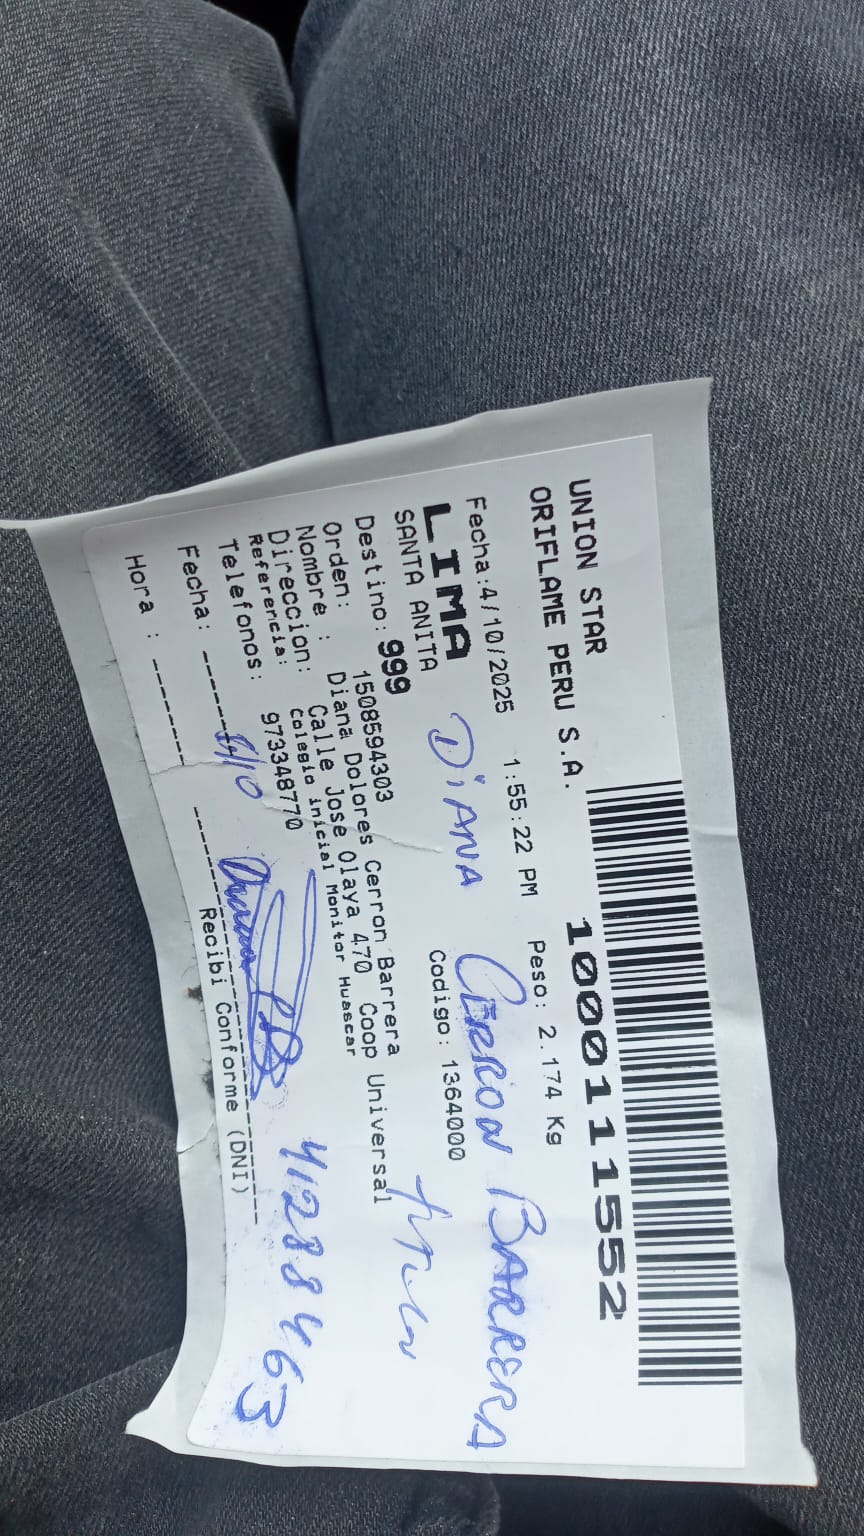 UNION STAR
ORIFLAME PERU S.A.
10001111552
Fecha:4/10/2025 1:55:22 PM Peso: 2.174 Kg
LIMA DIANA CERRON BARRERA
SANTA ANITA Codigo: 1364000
Destino: 999
Orden: 1508594303
Nombre : Diana Dolores Cerron Barrera
Direccion: Calle Jose Olaya 470 Coop Universal
Referencia: Colegio inicial Monitor Huascar
Telefonos: 973348770
41288463
Fecha: /10
Recibi Conforme (DNI)
Hora :